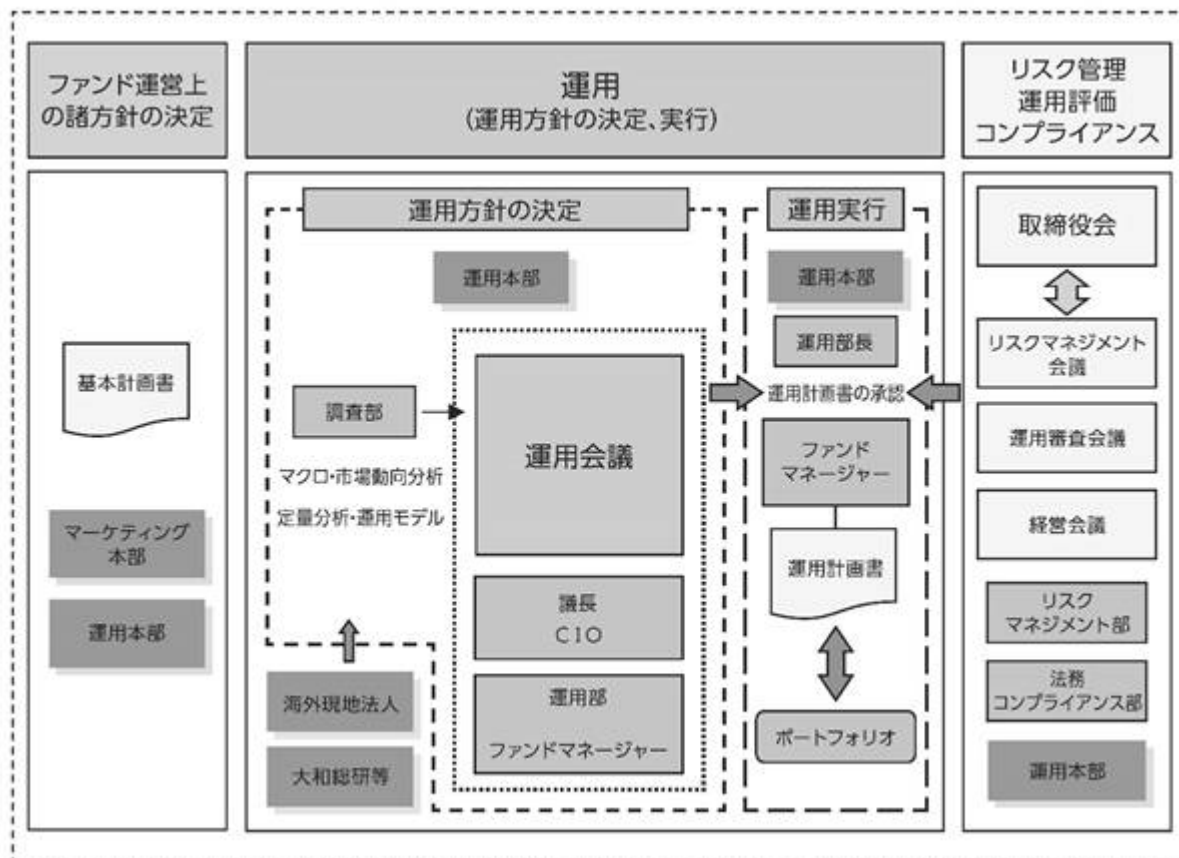 ファンド運営上
の諸方針の決定
運用
(運用方針の決定、実行)
リスク管理
運用評価
コンプライアンス
基本計画書
マーケティング
本部
運用本部
運用方針の決定
運用本部
調査部
マクロ・市場動向分析
定量分析・運用モデル
運用会議
議長
CIO
運用部
ファンドマネージャー
海外現地法人
大和総研等
運用実行
運用本部
運用部長
運用計画書の承認
ファンド
マネージャー
運用計画書
ポートフォリオ
取締役会
リスクマネジメント
会議
運用審査会議
経営会議
リスク
マネジメント部
法務
コンプライアンス部
運用本部